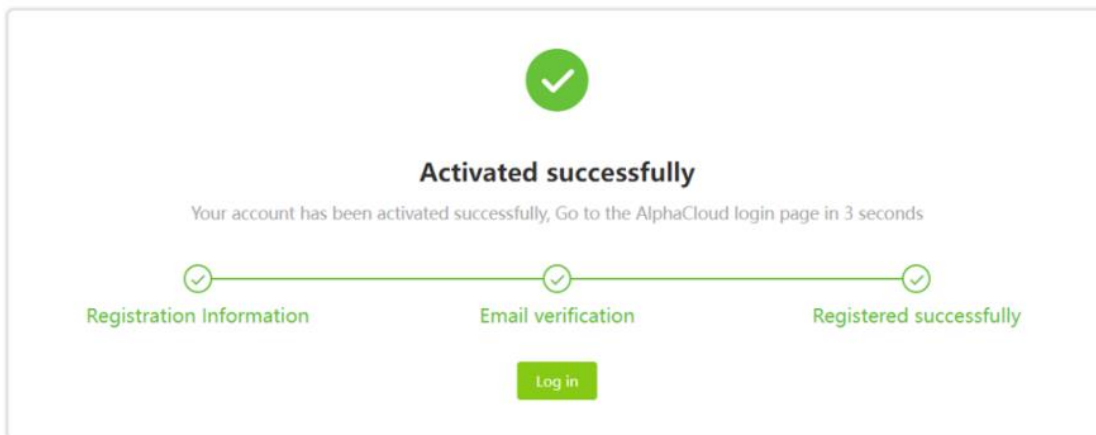 Activated successfully
Your account has been activated successfully, Go to the AlphaCloud login page in 3 seconds
Registration Information
Email verification
Registered successfully
Log in